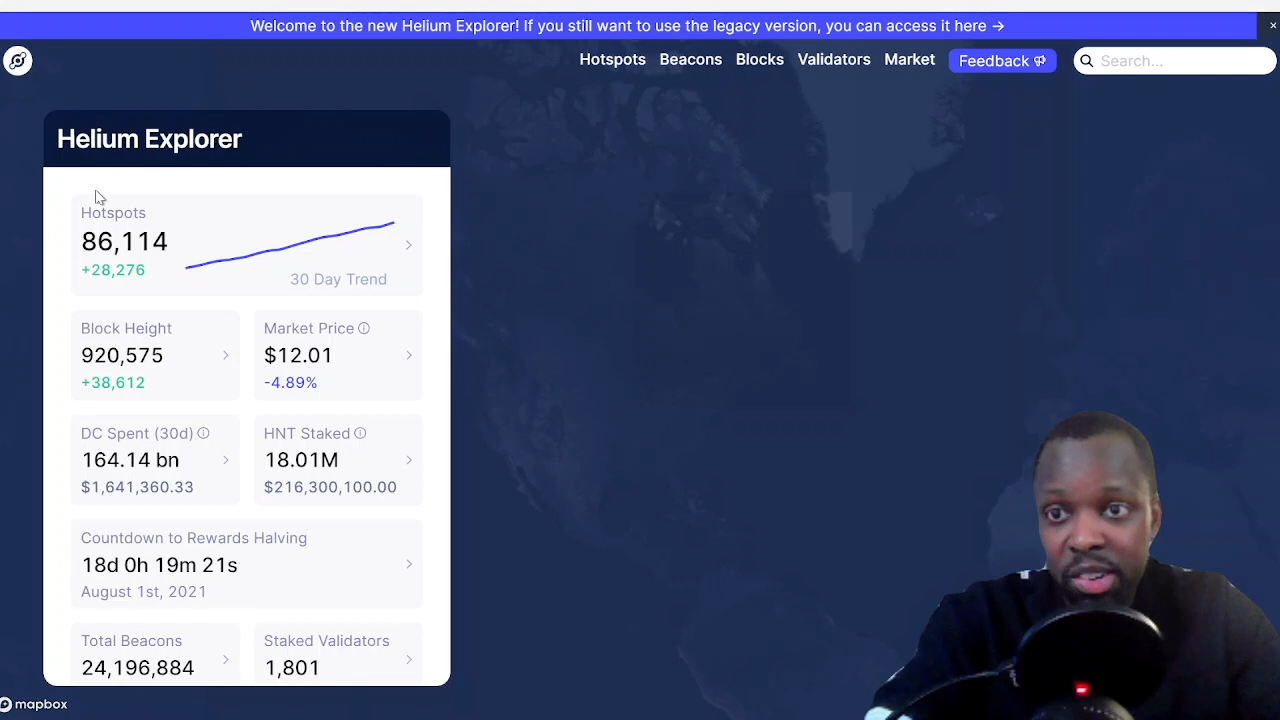 Welcome to the new Helium Explorer! If you still want to use the legacy version, you can access it here →
Hotspots Beacons Blocks Validators Market Feedback Search...
Helium Explorer
Hotspots
86,114
+28,276
30 Day Trend
Block Height
920,575
+38,612
Market Price
$12.01
-4.89%
DC Spent (30d)
164.14 bn
$1,641,360.33
HNT Staked
18.01M
$216,300,100.00
Countdown to Rewards Halving
18d 0h 19m 21s
August 1st, 2021
Total Beacons
24,196,884
Staked Validators
1,801
mapbox